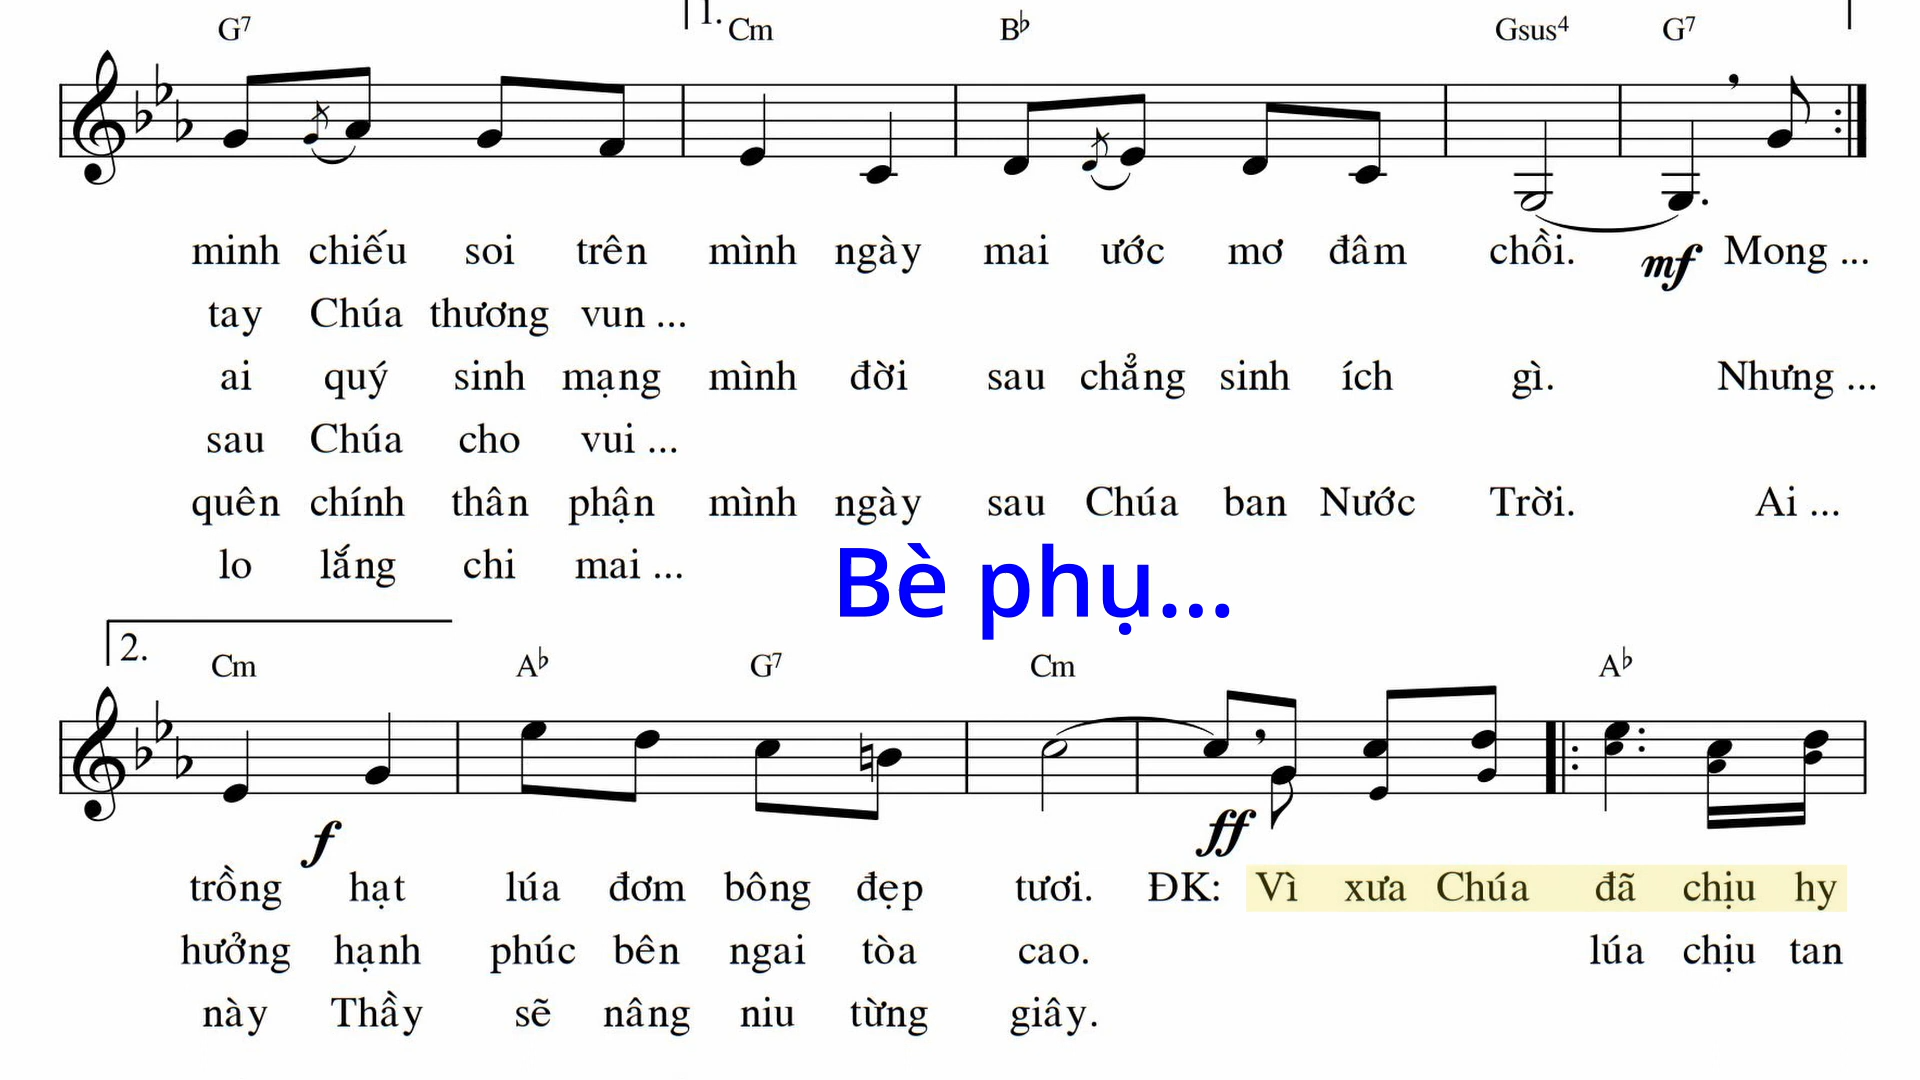 G7 1. Cm B♭ Gsus4 G7
minh chiếu soi trên mình ngày mai ước mơ đâm chồi. mf Mong ...
tay Chúa thương vun ...
ai quý sinh mạng mình đời sau chẳng sinh ích gì. Nhưng ...
sau Chúa cho vui ...
quên chính thân phận mình ngày sau Chúa ban Nước Trời. Ai ...
lo lắng chi mai ...
Bè phụ...
2. Cm A♭ G7 Cm A♭
f ff
trồng hạt lúa đơm bông đẹp tươi. ĐK: Vì xưa Chúa đã chịu hy
hưởng hạnh phúc bên ngai tòa cao. lúa chịu tan
này Thầy sẽ nâng niu từng giây.